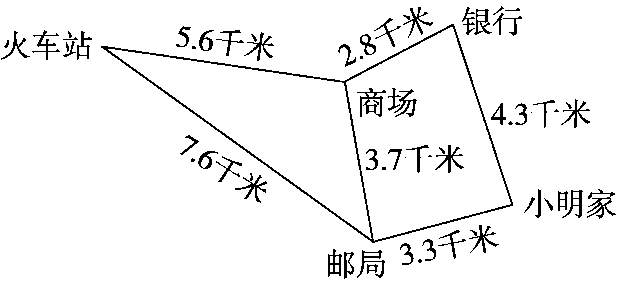 银行
2.8千米
5.6千米
火车站
商场
4.3千米
3.7千米
7.6千米
小明家
3.3千米
邮局